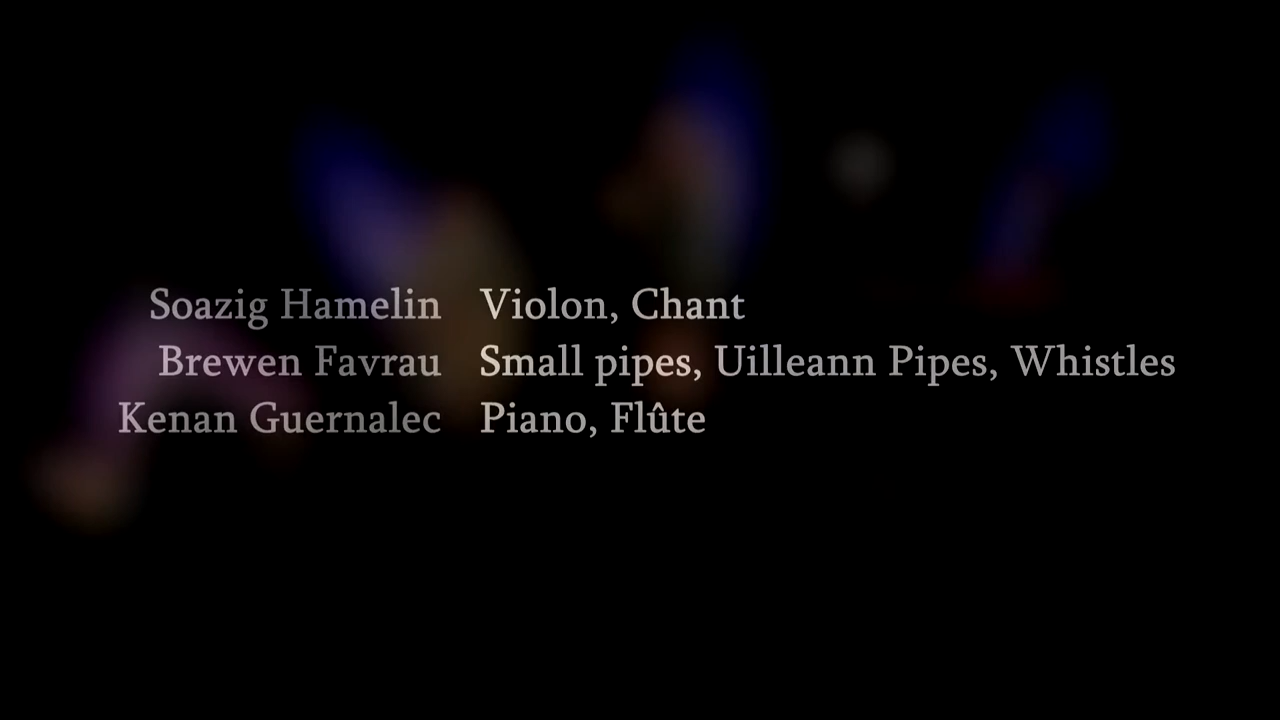 Soazig Hamelin Violon, Chant
Brewen Favrau Small pipes, Uilleann Pipes, Whistles
Kenan Guernalec Piano, Flûte